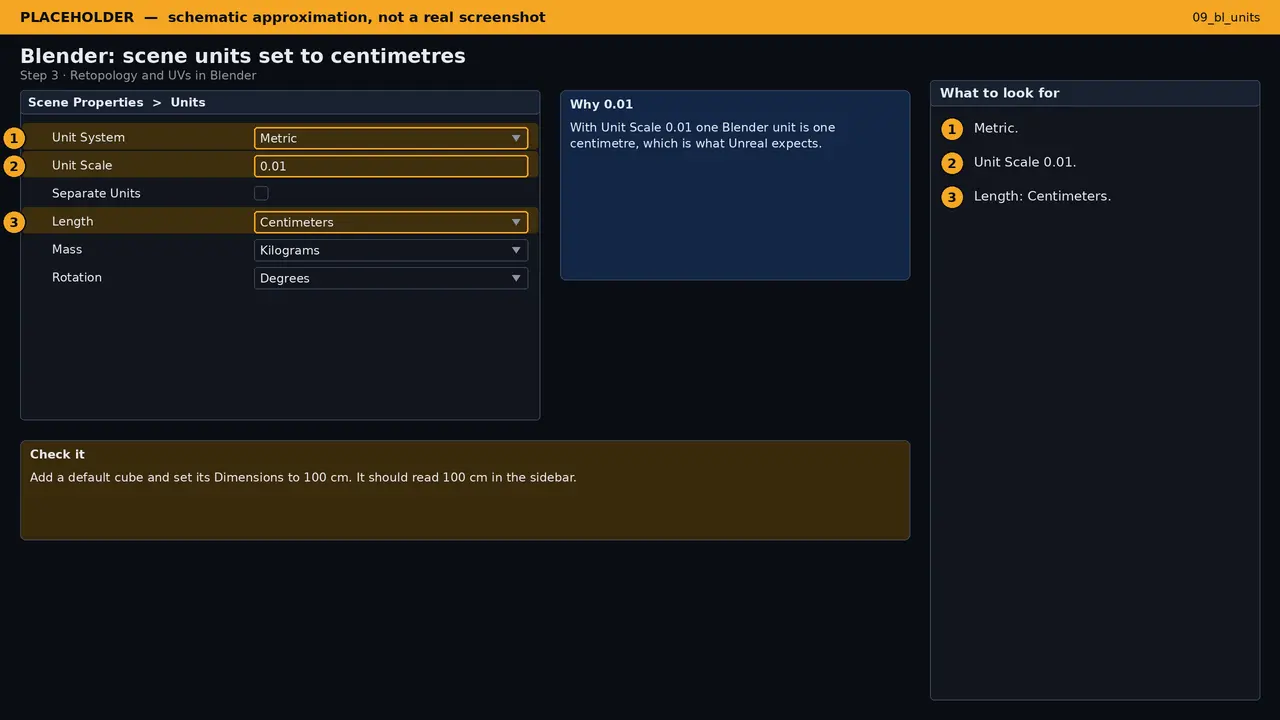 PLACEHOLDER — schematic approximation, not a real screenshot
09_bl_units
Blender: scene units set to centimetres
Step 3 · Retopology and UVs in Blender
Scene Properties > Units
1 Unit System Metric
2 Unit Scale 0.01
Separate Units
3 Length Centimeters
Mass Kilograms
Rotation Degrees
Why 0.01
With Unit Scale 0.01 one Blender unit is one
centimetre, which is what Unreal expects.
Check it
Add a default cube and set its Dimensions to 100 cm. It should read 100 cm in the sidebar.
What to look for
1 Metric.
2 Unit Scale 0.01.
3 Length: Centimeters.